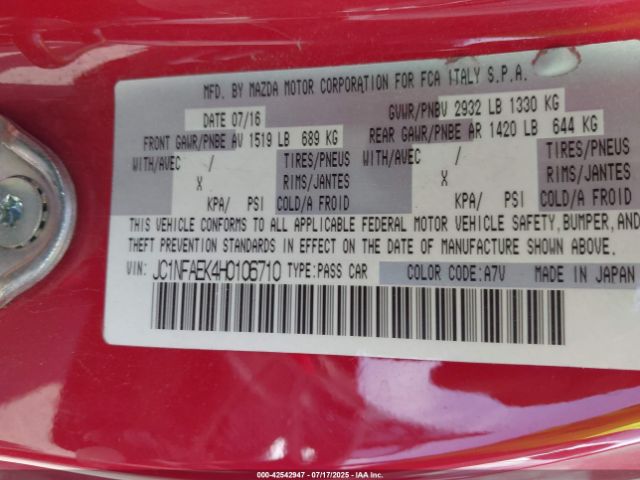 MFD. BY MAZDA MOTOR CORPORATION FOR FCA ITALY S.P.A.
DATE 07/16 GVWR/PNBV 2932 LB 1330 KG
FRONT GAWR/PNBE AV 1519 LB 689 KG REAR GAWR/PNBE AR 1420 LB 644 KG
WITH/AVEC / TIRES/PNEUS WITH/AVEC / TIRES/PNEUS
X RIMS/JANTES X RIMS/JANTES
KPA/ PSI COLD/A FROID KPA/ PSI COLD/A FROID
THIS VEHICLE CONFORMS TO ALL APPLICABLE FEDERAL MOTOR VEHICLE SAFETY, BUMPER, AND
THEFT PREVENTION STANDARDS IN EFFECT ON THE DATE OF MANUFACTURE SHOWN ABOVE.
VIN: JC1NFAEK4H0106710 TYPE:PASS CAR COLOR CODE:A7V MADE IN JAPAN
000-42542947 - 07/17/2025 - IAAI.COM